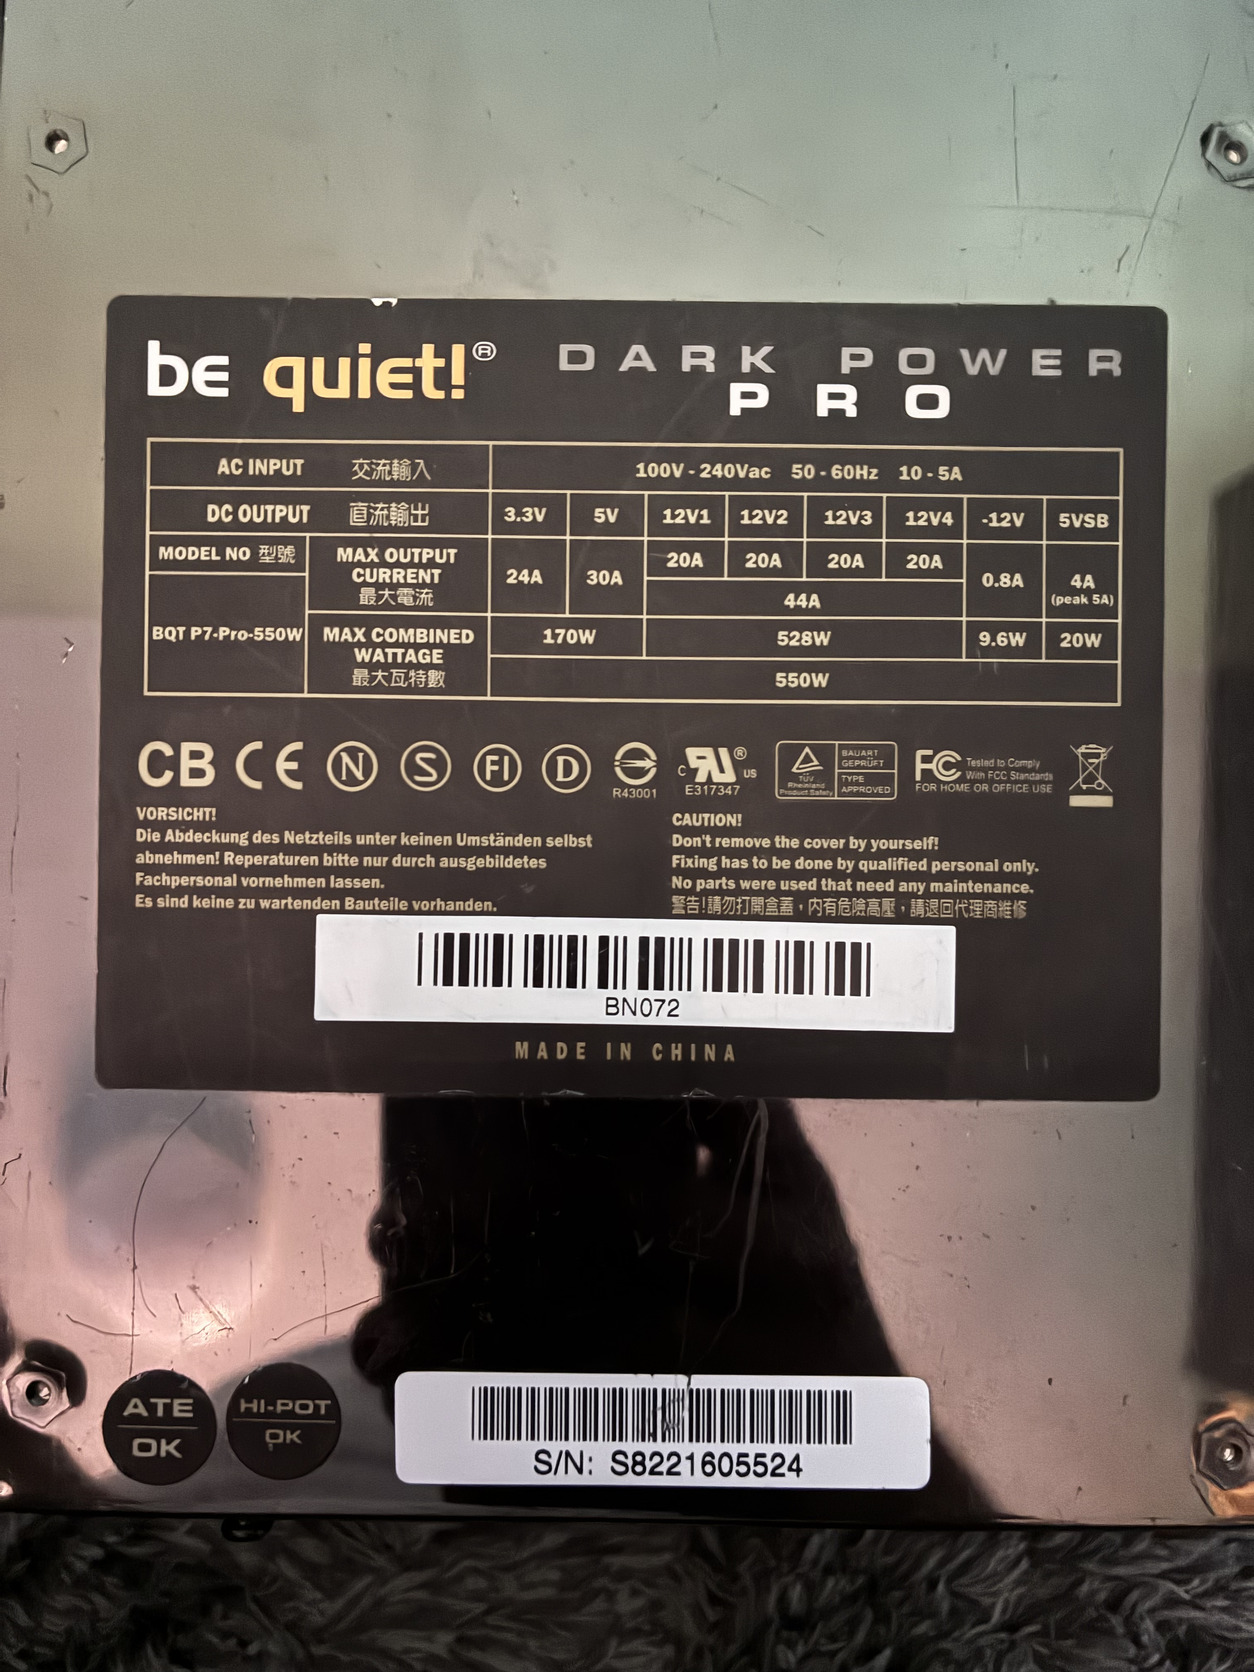 be quiet!® DARK POWER
PRO
AC INPUT 交流輸入 100V - 240Vac 50 - 60Hz 10 - 5A
DC OUTPUT 直流輸出 3.3V 5V 12V1 12V2 12V3 12V4 -12V 5VSB
MODEL NO 型號 MAX OUTPUT CURRENT 最大電流 24A 30A 20A 20A 20A 20A 0.8A 4A (peak 5A)
44A
BQT P7-Pro-550W MAX COMBINED WATTAGE 最大瓦特數 170W 528W 9.6W 20W
550W
CB CE N S FI D R43001 c RU® US E317347 TÜV Rheinland Product Safety BAUART GEPRÜFT TYPE APPROVED FC Tested to Comply With FCC Standards FOR HOME OR OFFICE USE
VORSICHT!
Die Abdeckung des Netzteils unter keinen Umständen selbst
abnehmen! Reperaturen bitte nur durch ausgebildetes
Fachpersonal vornehmen lassen.
Es sind keine zu wartenden Bauteile vorhanden.
CAUTION!
Don't remove the cover by yourself!
Fixing has to be done by qualified personal only.
No parts were used that need any maintenance.
警告!請勿打開盒蓋，內有危險高壓，請退回代理商維修
BN072
MADE IN CHINA
ATE
OK
HI-POT
OK
S/N: S8221605524